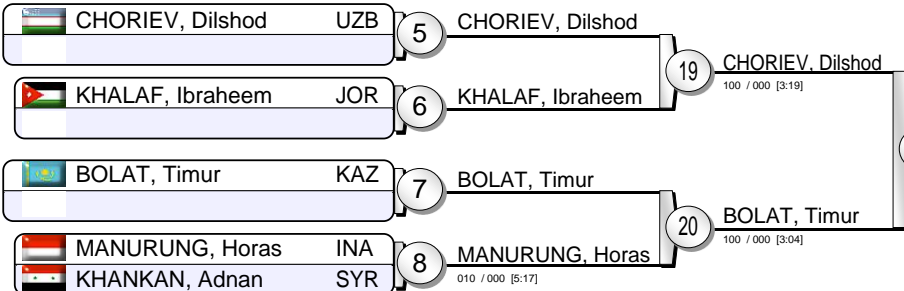 CHORIEV, Dilshod UZB
5
CHORIEV, Dilshod
19
CHORIEV, Dilshod
100 / 000 [3:19]
KHALAF, Ibraheem JOR
6
KHALAF, Ibraheem
BOLAT, Timur KAZ
7
BOLAT, Timur
20
BOLAT, Timur
100 / 000 [3:04]
MANURUNG, Horas INA
KHANKAN, Adnan SYR
8
MANURUNG, Horas
010 / 000 [5:17]